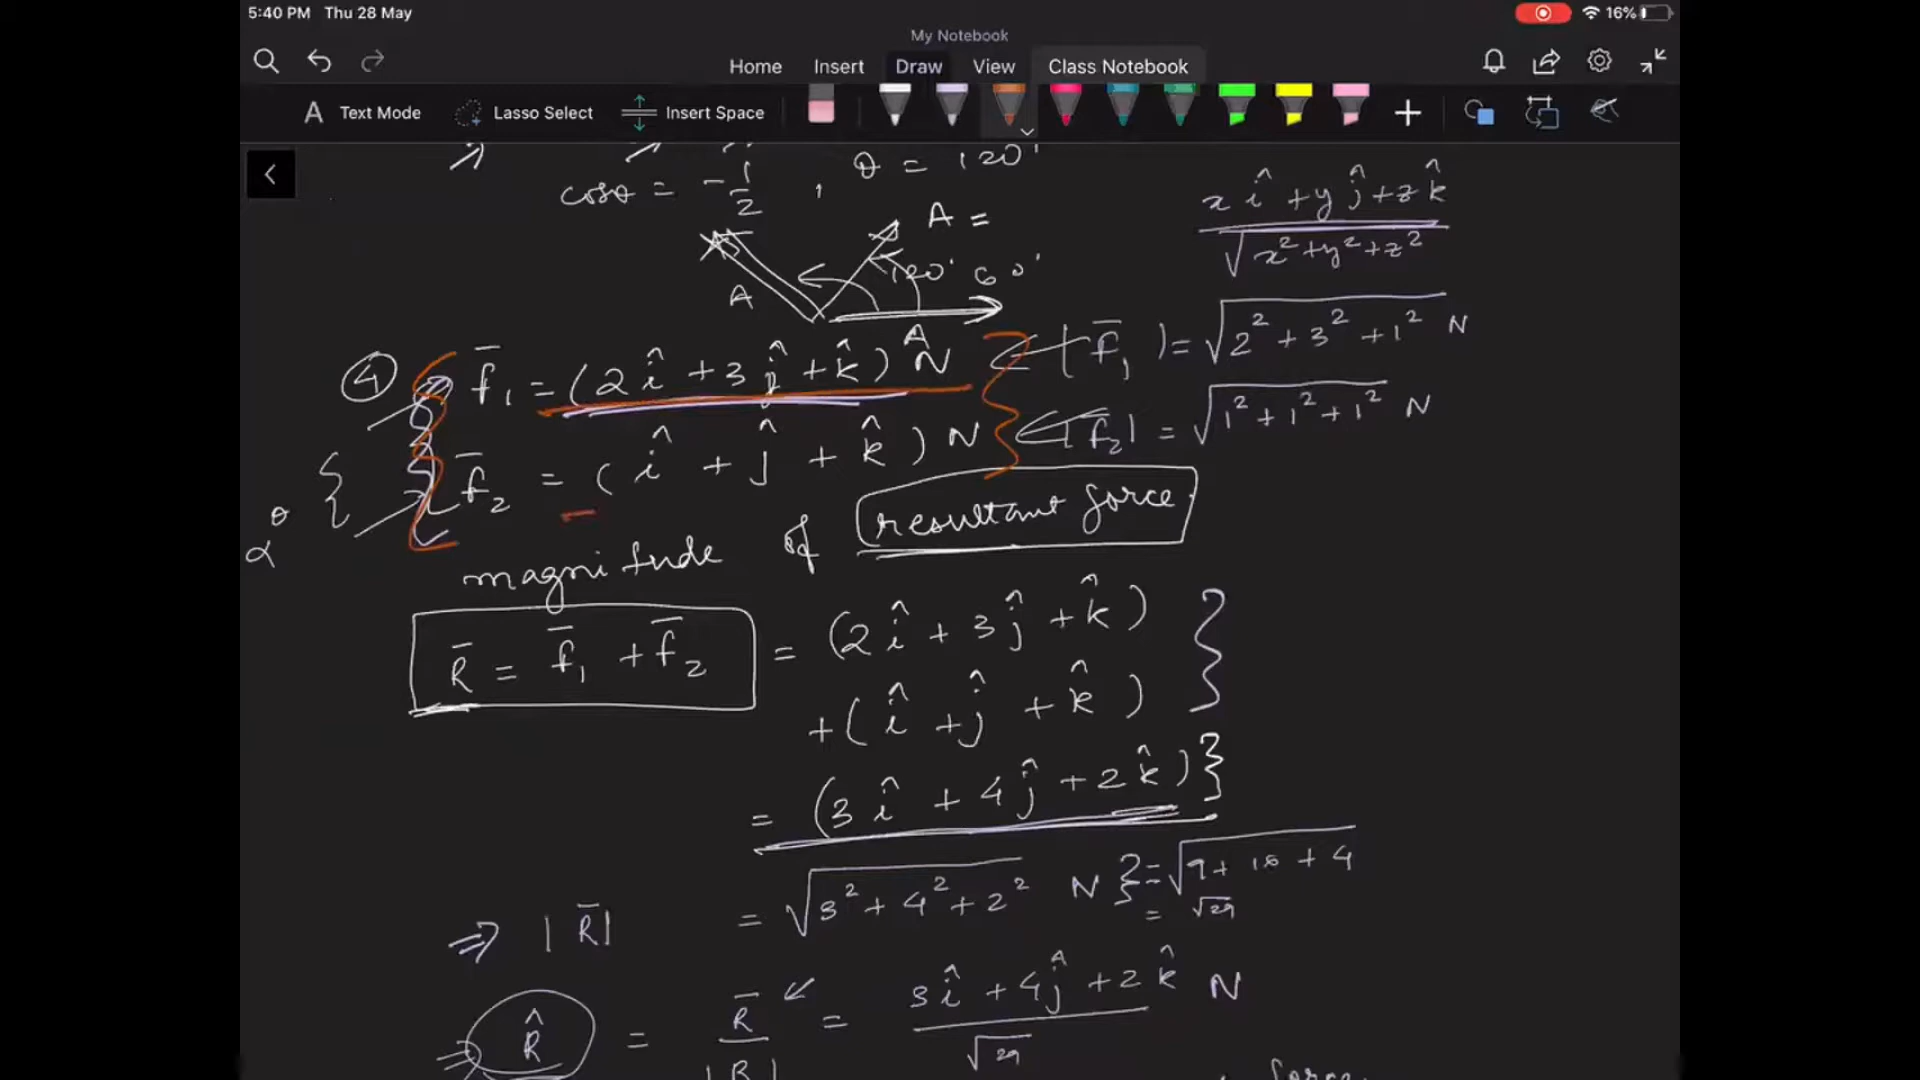 5:40 PM Thu 28 May
16%
My Notebook
Home Insert Draw View Class Notebook
Text Mode Lasso Select Insert Space
cosθ = -1/2 , θ = 120°
A =
120° 60°
A
A
x î + y ĵ + z k̂
√x² + y² + z²
④ f̄₁ = (2î + 3ĵ + k̂) N
|f̄₁| = √2² + 3² + 1² N
f̄₂ = (î + ĵ + k̂) N
|f̄₂| = √1² + 1² + 1² N
θ
α
magnitude of resultant force
R̄ = f̄₁ + f̄₂ = (2î + 3ĵ + k̂)
+ (î + ĵ + k̂)
= (3î + 4ĵ + 2k̂)
⇒ |R̄| = √3² + 4² + 2² N = √9 + 16 + 4
= √29
⇒ R̂ = R̄/|R| = 3î + 4ĵ + 2k̂ N
√29
force